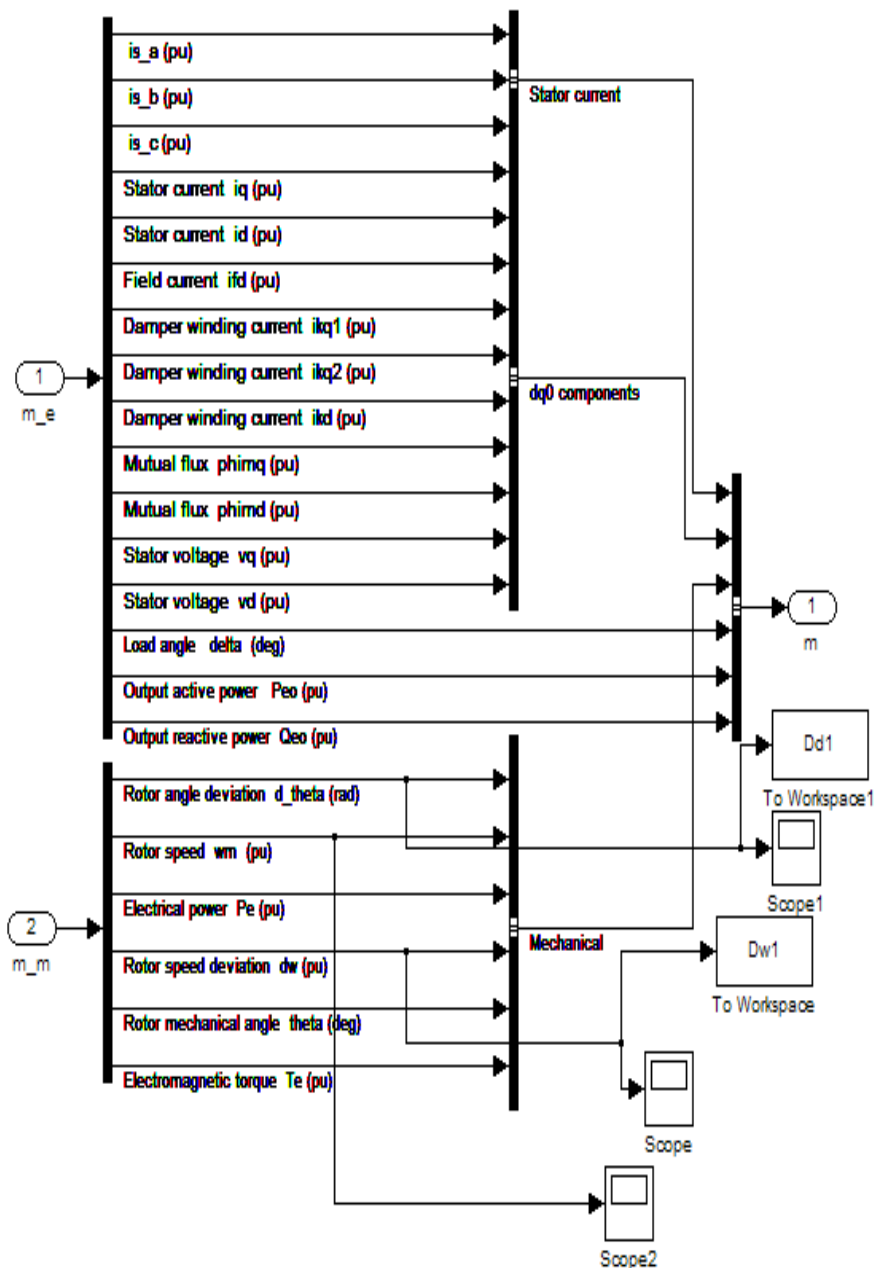 is_a (pu)
is_b (pu)
Stator current
is_c (pu)
Stator current iq (pu)
Stator current id (pu)
Field current ifd (pu)
Damper winding current ikq1 (pu)
1
Damper winding current ikq2 (pu)
m_e
dq0 components
Damper winding current ikd (pu)
Mutual flux phimq (pu)
Mutual flux phimd (pu)
Stator voltage vq (pu)
Stator voltage vd (pu)
1
m
Load angle delta (deg)
Output active power Peo (pu)
Output reactive power Qeo (pu)
Dd1
To Workspace1
Rotor angle deviation d_theta (rad)
Rotor speed wm (pu)
Scope1
Electrical power Pe (pu)
2
m_m
Mechanical
Dw1
To Workspace
Rotor speed deviation dw (pu)
Rotor mechanical angle theta (deg)
Electromagnetic torque Te (pu)
Scope
Scope2